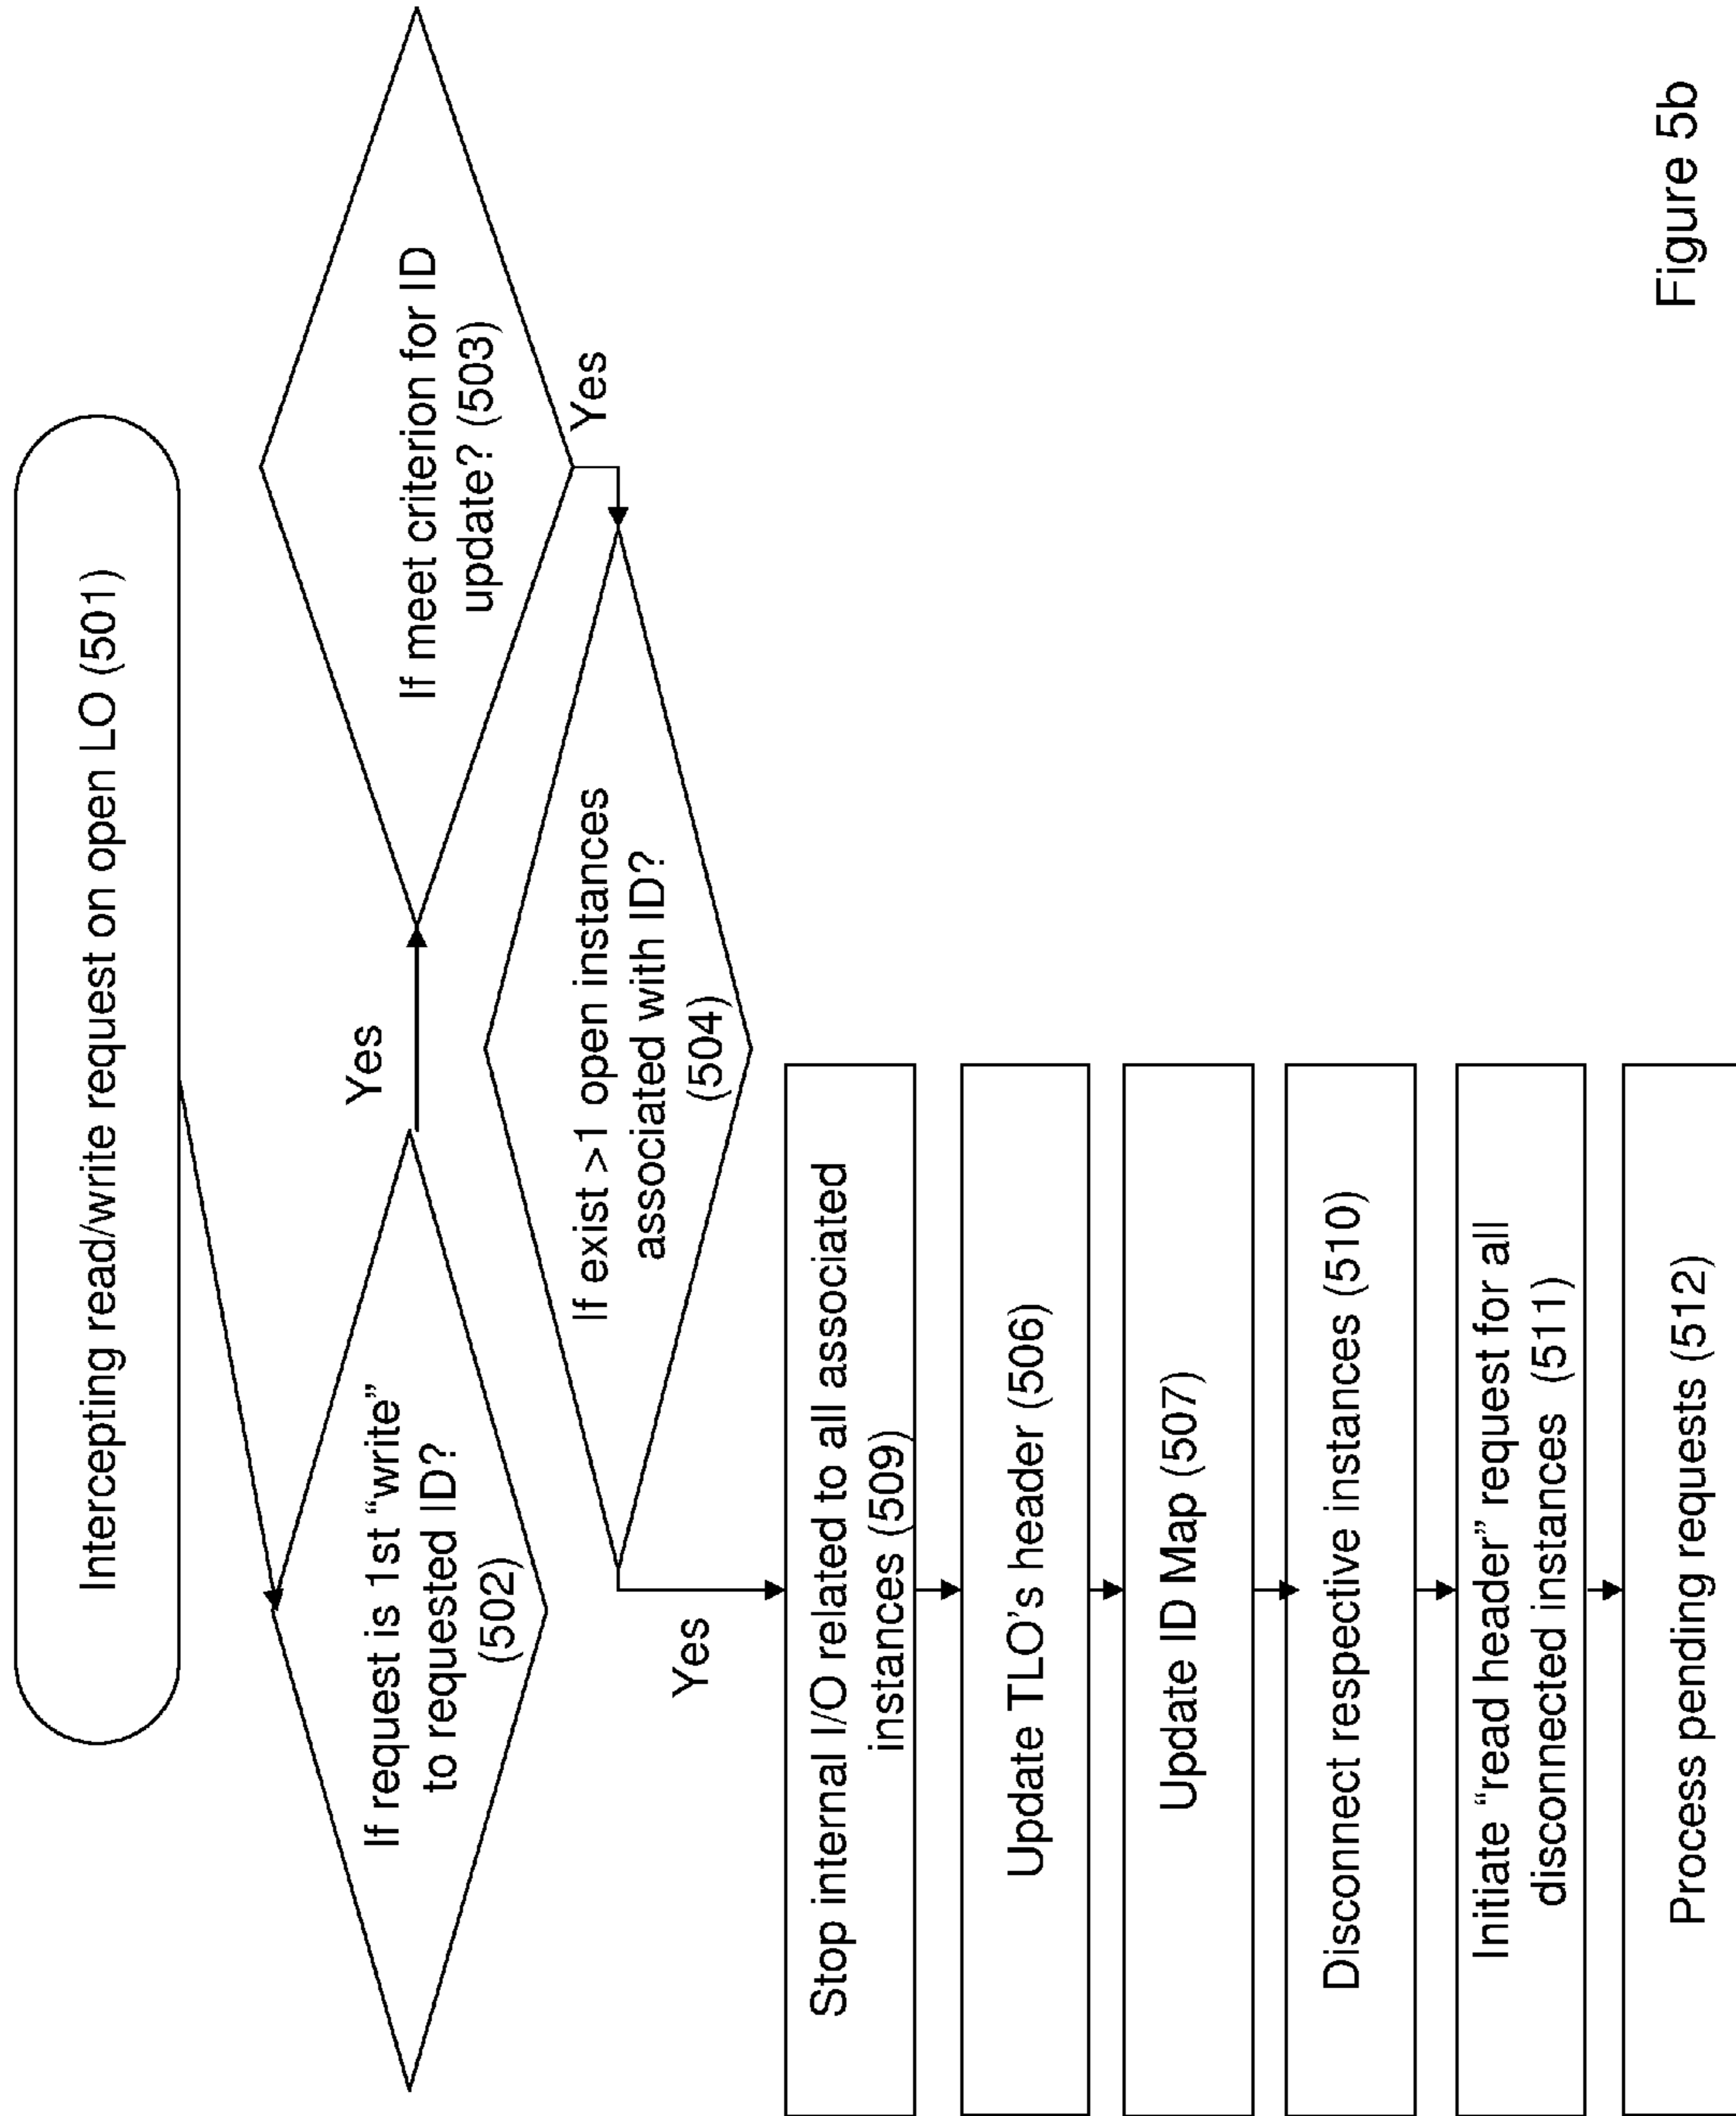 Intercepting read/write request on open LO (501)
If request is 1st “write”
to requested ID?
(502)
Yes
If meet criterion for ID
update? (503)
Yes
If exist >1 open instances
associated with ID?
(504)
Yes
Stop internal I/O related to all associated
instances (509)
Update TLO’s header (506)
Update ID Map (507)
Disconnect respective instances (510)
Initiate “read header” request for all
disconnected instances (511)
Process pending requests (512)
Figure 5b